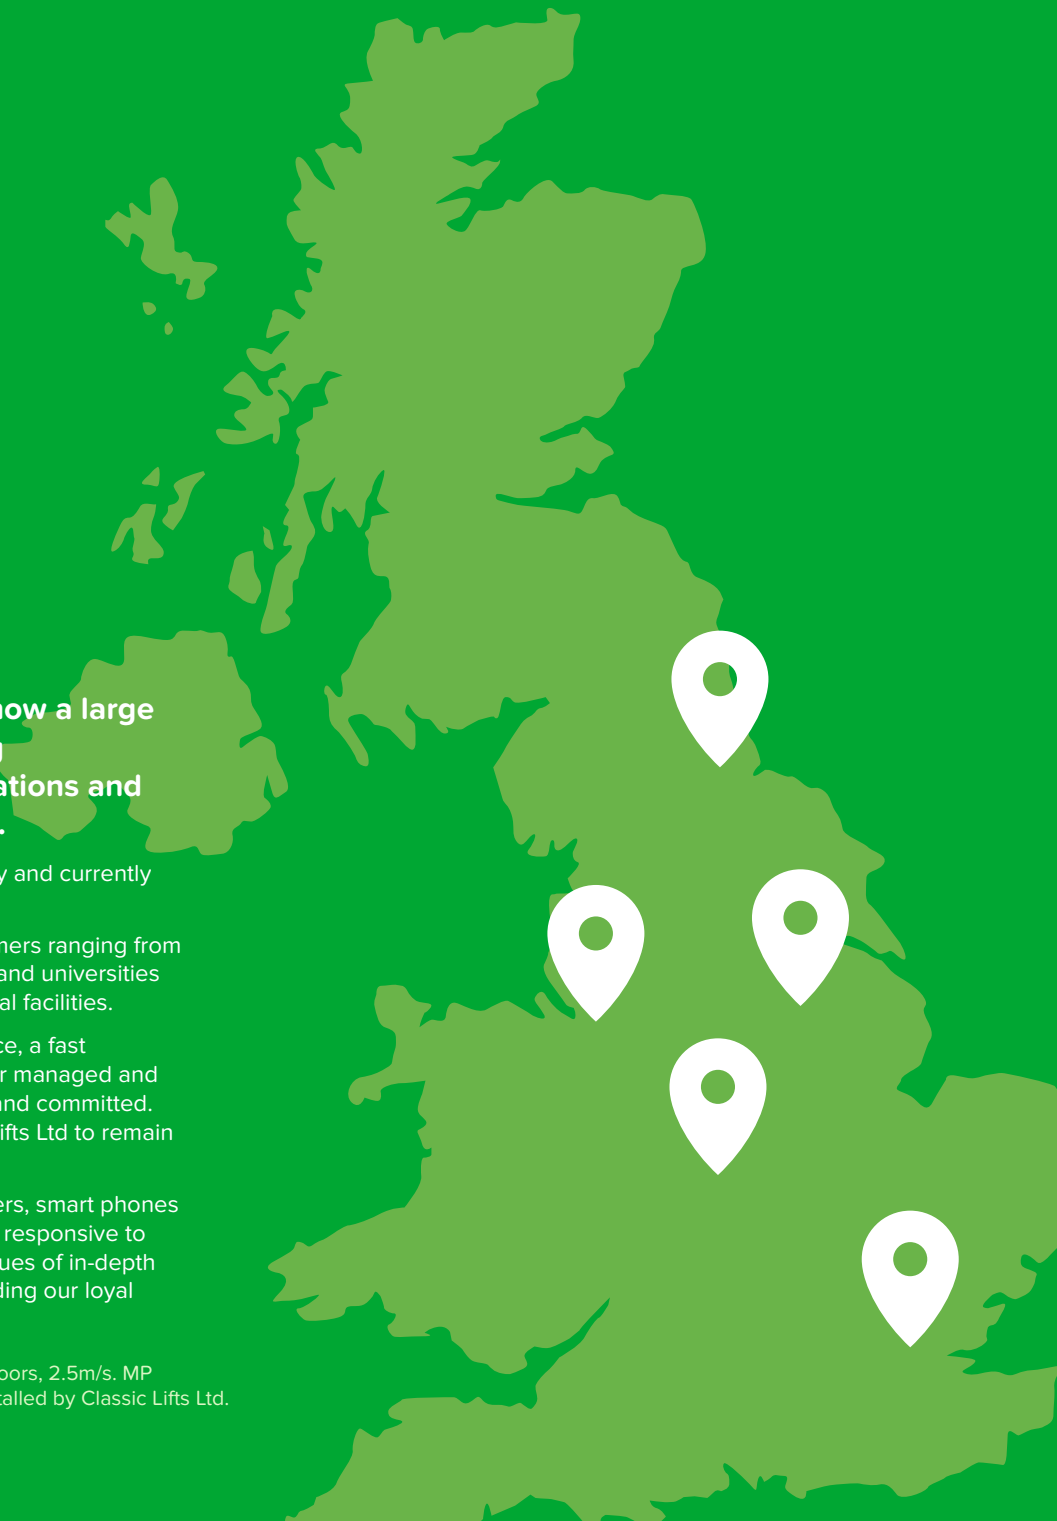 now a large
g
ations and
.
y and currently
mers ranging from
and universities
al facilities.
ce, a fast
r managed and
and committed.
ifts Ltd to remain
ers, smart phones
responsive to
ues of in-depth
ding our loyal
oors, 2.5m/s. MP
talled by Classic Lifts Ltd.